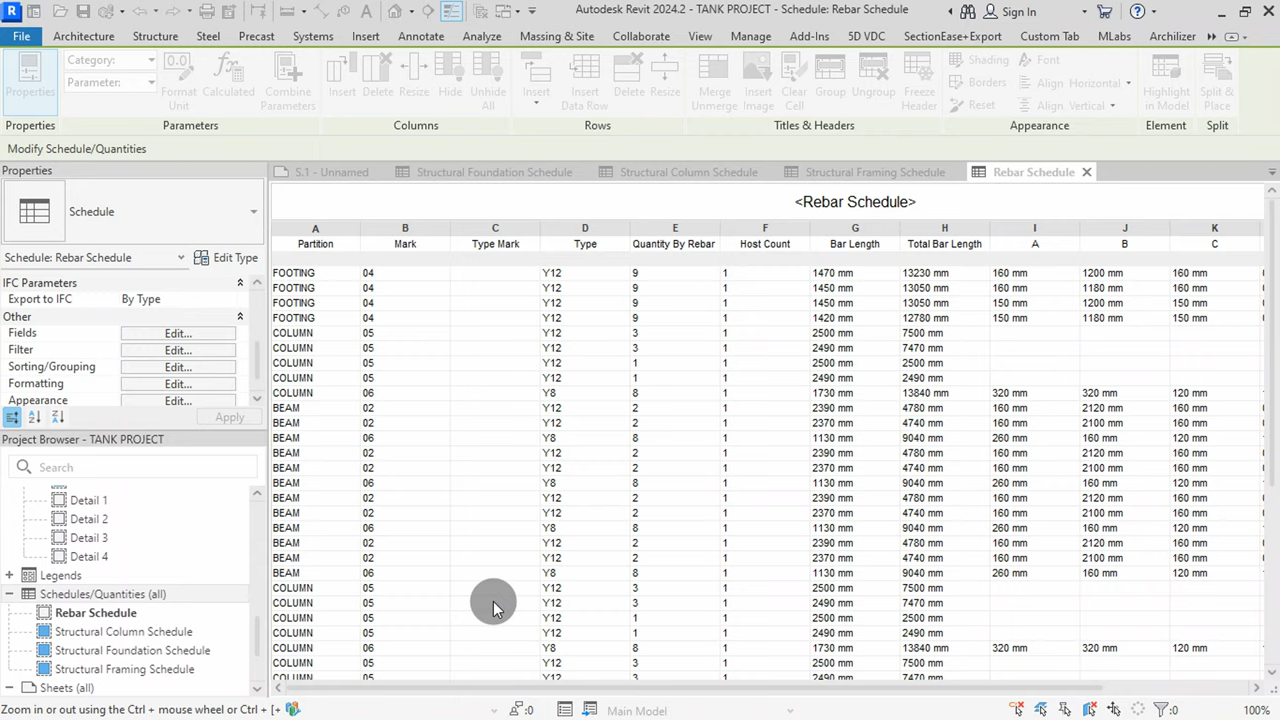 R Autodesk Revit 2024.2 - TANK PROJECT - Schedule: Rebar Schedule Sign In
File Architecture Structure Steel Precast Systems Insert Annotate Analyze Massing & Site Collaborate View Manage Add-Ins 5D VDC SectionEase+Export Custom Tab MLabs Archilizer
Category: Shading Font
Parameter: Borders Align Horizontal
Properties Format Unit Calculated Combine Parameters Insert Delete Resize Hide Unhide All Insert Insert Data Row Delete Resize Merge Unmerge Insert Image Clear Cell Group Ungroup Freeze Header Reset Align Vertical Highlight in Model Split & Place
Properties Parameters Columns Rows Titles & Headers Appearance Element Split
Modify Schedule/Quantities
Properties
S.1 - Unnamed Structural Foundation Schedule Structural Column Schedule Structural Framing Schedule Rebar Schedule
Schedule
Schedule: Rebar Schedule Edit Type
IFC Parameters
Export to IFC By Type
Other
Fields Edit...
Filter Edit...
Sorting/Grouping Edit...
Formatting Edit...
Appearance Edit...
Apply
Project Browser - TANK PROJECT
Search
Detail 1
Detail 2
Detail 3
Detail 4
Legends
Schedules/Quantities (all)
Rebar Schedule
Structural Column Schedule
Structural Foundation Schedule
Structural Framing Schedule
Sheets (all)
<Rebar Schedule>
A B C D E F G H I J K
Partition Mark Type Mark Type Quantity By Rebar Host Count Bar Length Total Bar Length A B C
FOOTING 04 Y12 9 1 1470 mm 13230 mm 160 mm 1200 mm 160 mm
FOOTING 04 Y12 9 1 1450 mm 13050 mm 160 mm 1180 mm 160 mm
FOOTING 04 Y12 9 1 1450 mm 13050 mm 150 mm 1200 mm 150 mm
FOOTING 04 Y12 9 1 1420 mm 12780 mm 150 mm 1180 mm 150 mm
COLUMN 05 Y12 3 1 2500 mm 7500 mm
COLUMN 05 Y12 3 1 2490 mm 7470 mm
COLUMN 05 Y12 1 1 2500 mm 2500 mm
COLUMN 05 Y12 1 1 2490 mm 2490 mm
COLUMN 06 Y8 8 1 1730 mm 13840 mm 320 mm 320 mm 120 mm
BEAM 02 Y12 2 1 2390 mm 4780 mm 160 mm 2120 mm 160 mm
BEAM 02 Y12 2 1 2370 mm 4740 mm 160 mm 2100 mm 160 mm
BEAM 06 Y8 8 1 1130 mm 9040 mm 260 mm 160 mm 120 mm
BEAM 02 Y12 2 1 2390 mm 4780 mm 160 mm 2120 mm 160 mm
BEAM 02 Y12 2 1 2370 mm 4740 mm 160 mm 2100 mm 160 mm
BEAM 06 Y8 8 1 1130 mm 9040 mm 260 mm 160 mm 120 mm
BEAM 02 Y12 2 1 2390 mm 4780 mm 160 mm 2120 mm 160 mm
BEAM 02 Y12 2 1 2370 mm 4740 mm 160 mm 2100 mm 160 mm
BEAM 06 Y8 8 1 1130 mm 9040 mm 260 mm 160 mm 120 mm
BEAM 02 Y12 2 1 2390 mm 4780 mm 160 mm 2120 mm 160 mm
BEAM 02 Y12 2 1 2370 mm 4740 mm 160 mm 2100 mm 160 mm
BEAM 06 Y8 8 1 1130 mm 9040 mm 260 mm 160 mm 120 mm
COLUMN 05 Y12 3 1 2500 mm 7500 mm
COLUMN 05 Y12 3 1 2490 mm 7470 mm
COLUMN 05 Y12 1 1 2500 mm 2500 mm
COLUMN 05 Y12 1 1 2490 mm 2490 mm
COLUMN 06 Y8 8 1 1730 mm 13840 mm 320 mm 320 mm 120 mm
COLUMN 05 Y12 3 1 2500 mm 7500 mm
COLUMN 05 Y12 3 1 2490 mm 7470 mm
Zoom in or out using the Ctrl + mouse wheel or Ctrl + [ :0 Main Model :0 100%